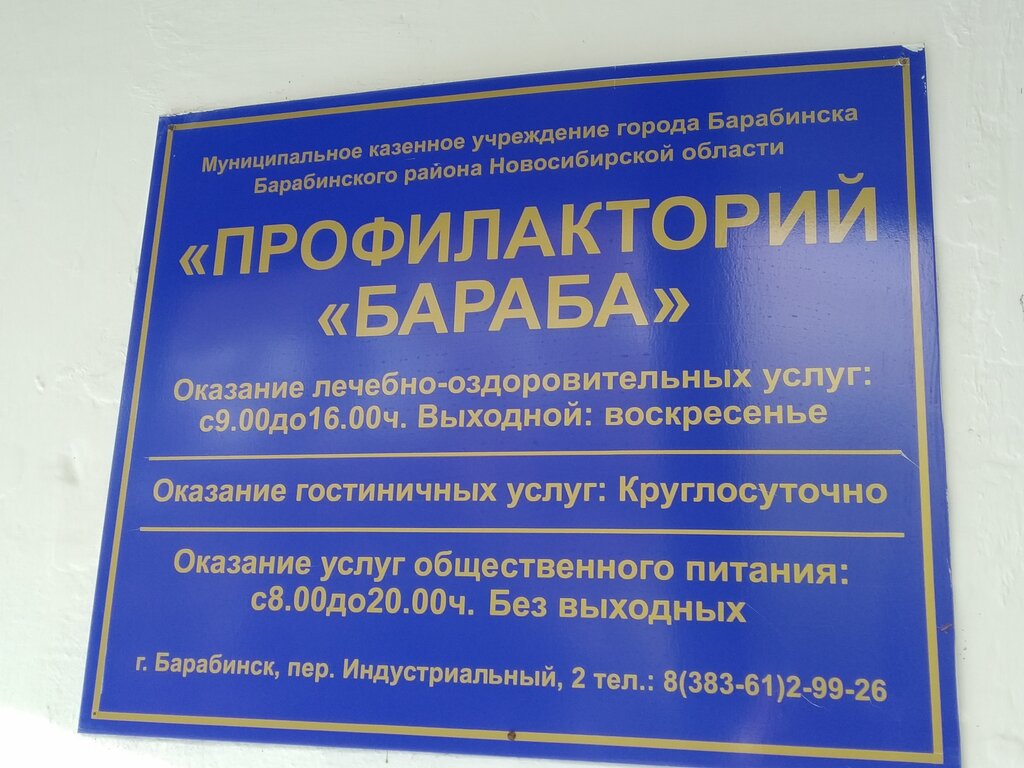 Муниципальное казенное учреждение города Барабинска
Барабинского района Новосибирской области
«ПРОФИЛАКТОРИЙ
«БАРАБА»
Оказание лечебно-оздоровительных услуг:
с9.00до16.00ч. Выходной: воскресенье
Оказание гостиничных услуг: Круглосуточно
Оказание услуг общественного питания:
с8.00до20.00ч. Без выходных
г. Барабинск, пер. Индустриальный, 2 тел.: 8(383-61)2-99-26